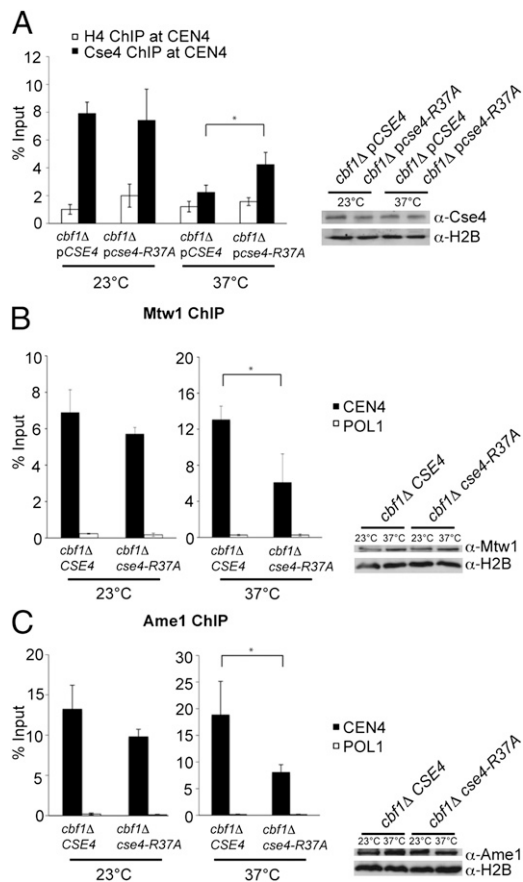 A
H4 ChIP at CEN4
Cse4 ChIP at CEN4
% Input
12
10
8
6
4
2
0
*
cbf1Δ pCSE4
cbf1Δ pcse4-R37A
cbf1Δ pCSE4
cbf1Δ pcse4-R37A
23°C
37°C
cbf1Δ pCSE4
cbf1Δ pcse4-R37A
cbf1Δ pCSE4
cbf1Δ pcse4-R37A
23°C 37°C
α-Cse4
α-H2B
B
Mtw1 ChIP
% Input
10
8
6
4
2
0
20
16
12
8
4
0
*
CEN4
POL1
cbf1Δ CSE4
cbf1Δ cse4-R37A
23°C
cbf1Δ CSE4
cbf1Δ cse4-R37A
37°C
cbf1Δ CSE4
cbf1Δ cse4-R37A
23°C 37°C 23°C 37°C
α-Mtw1
α-H2B
C
Ame1 ChIP
% Input
20
15
10
5
0
30
25
20
15
10
5
0
*
CEN4
POL1
cbf1Δ CSE4
cbf1Δ cse4-R37A
23°C
cbf1Δ CSE4
cbf1Δ cse4-R37A
37°C
cbf1Δ CSE4
cbf1Δ cse4-R37A
23°C 37°C 23°C 37°C
α-Ame1
α-H2B